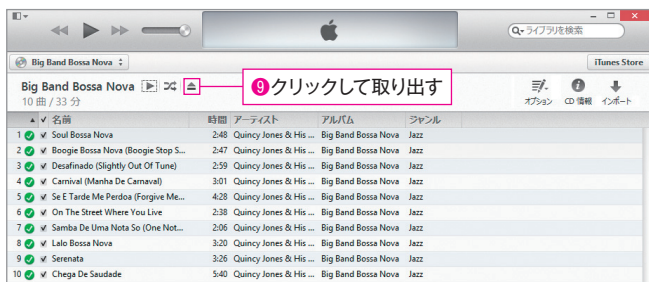 ライブラリを検索
Big Band Bossa Nova
iTunes Store
Big Band Bossa Nova
10 曲 / 33 分
❾クリックして取り出す
オプション CD 情報 インポート
名前 時間 アーティスト アルバム ジャンル
1 Soul Bossa Nova 2:48 Quincy Jones & His ... Big Band Bossa Nova Jazz
2 Boogie Bossa Nova (Boogie Stop S... 2:47 Quincy Jones & His ... Big Band Bossa Nova Jazz
3 Desafinado (Slightly Out Of Tune) 2:59 Quincy Jones & His ... Big Band Bossa Nova Jazz
4 Carnival (Manha De Carnaval) 3:01 Quincy Jones & His ... Big Band Bossa Nova Jazz
5 Se E Tarde Me Perdoa (Forgive Me... 4:28 Quincy Jones & His ... Big Band Bossa Nova Jazz
6 On The Street Where You Live 2:38 Quincy Jones & His ... Big Band Bossa Nova Jazz
7 Samba De Uma Nota So (One Not... 2:06 Quincy Jones & His ... Big Band Bossa Nova Jazz
8 Lalo Bossa Nova 3:20 Quincy Jones & His ... Big Band Bossa Nova Jazz
9 Serenata 3:26 Quincy Jones & His ... Big Band Bossa Nova Jazz
10 Chega De Saudade 5:40 Quincy Jones & His ... Big Band Bossa Nova Jazz